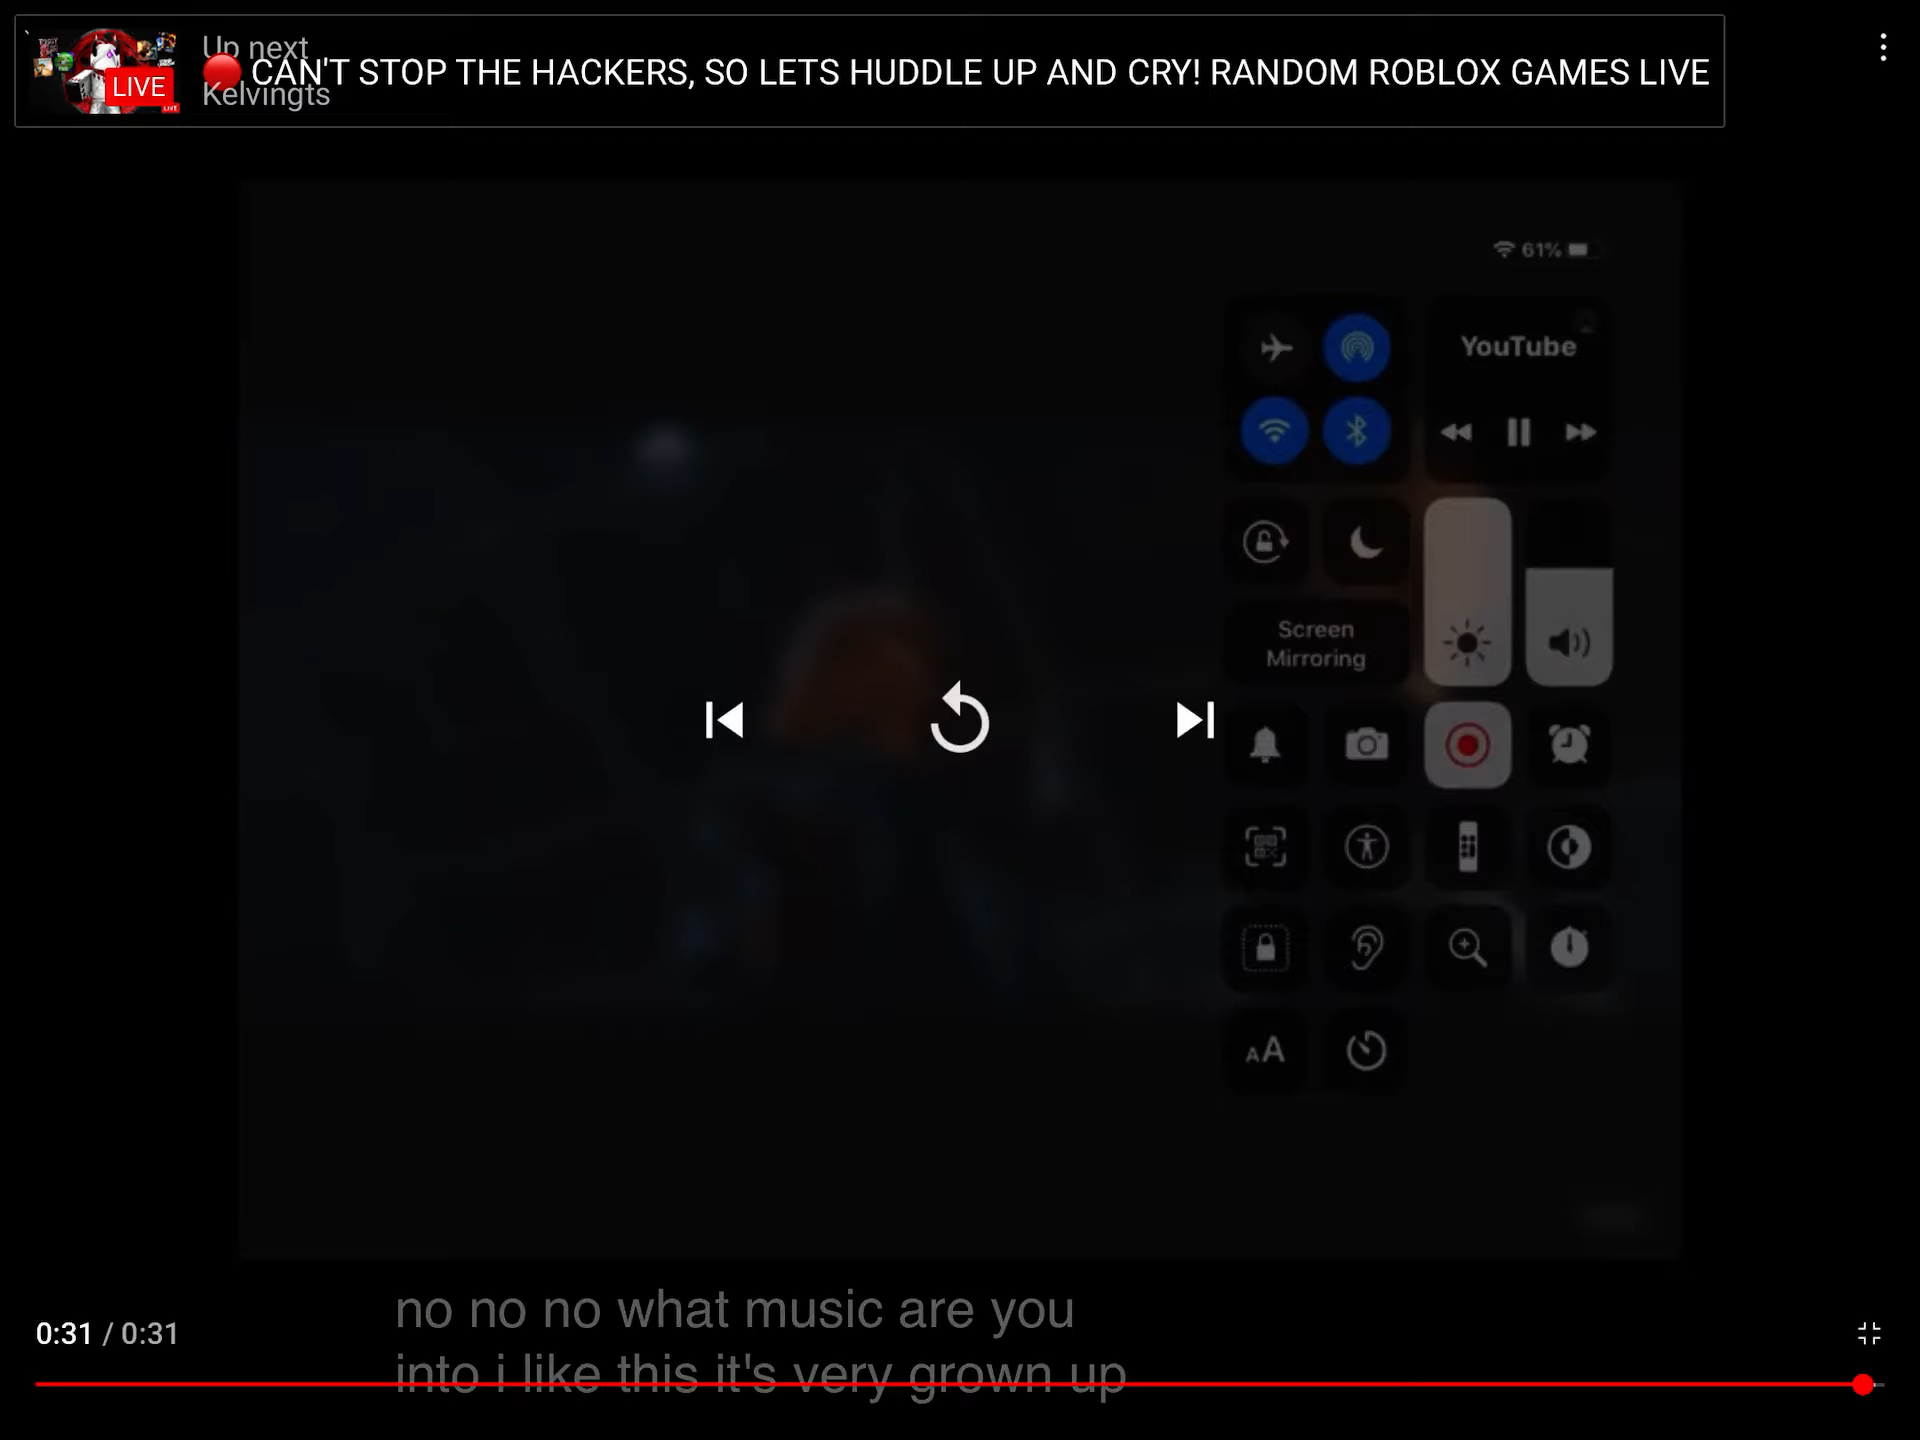 Up next
🔴 CAN'T STOP THE HACKERS, SO LETS HUDDLE UP AND CRY! RANDOM ROBLOX GAMES LIVE
LIVE
Kelvingts
61%
YouTube
Screen
Mirroring
AA
no no no what music are you
into i like this it's very grown up
0:31 / 0:31